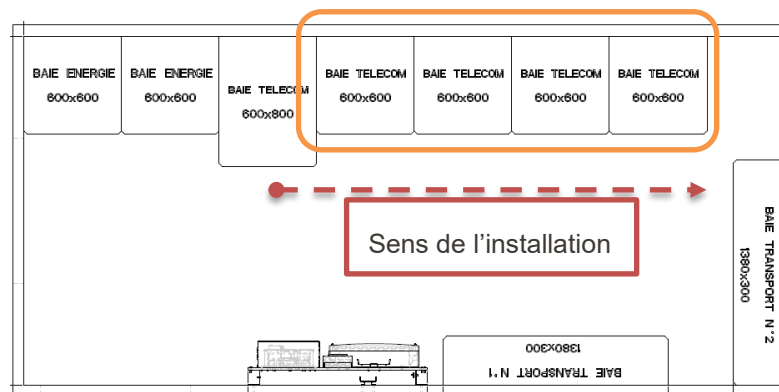 BAIE ENERGIE
600x600
BAIE ENERGIE
600x600
BAIE TELECOM
600x800
BAIE TELECOM
600x600
BAIE TELECOM
600x600
BAIE TELECOM
600x600
BAIE TELECOM
600x600
Sens de l’installation
BAIE TRANSPORT N°2
1380x300
BAIE TRANSPORT N°1
1380x300